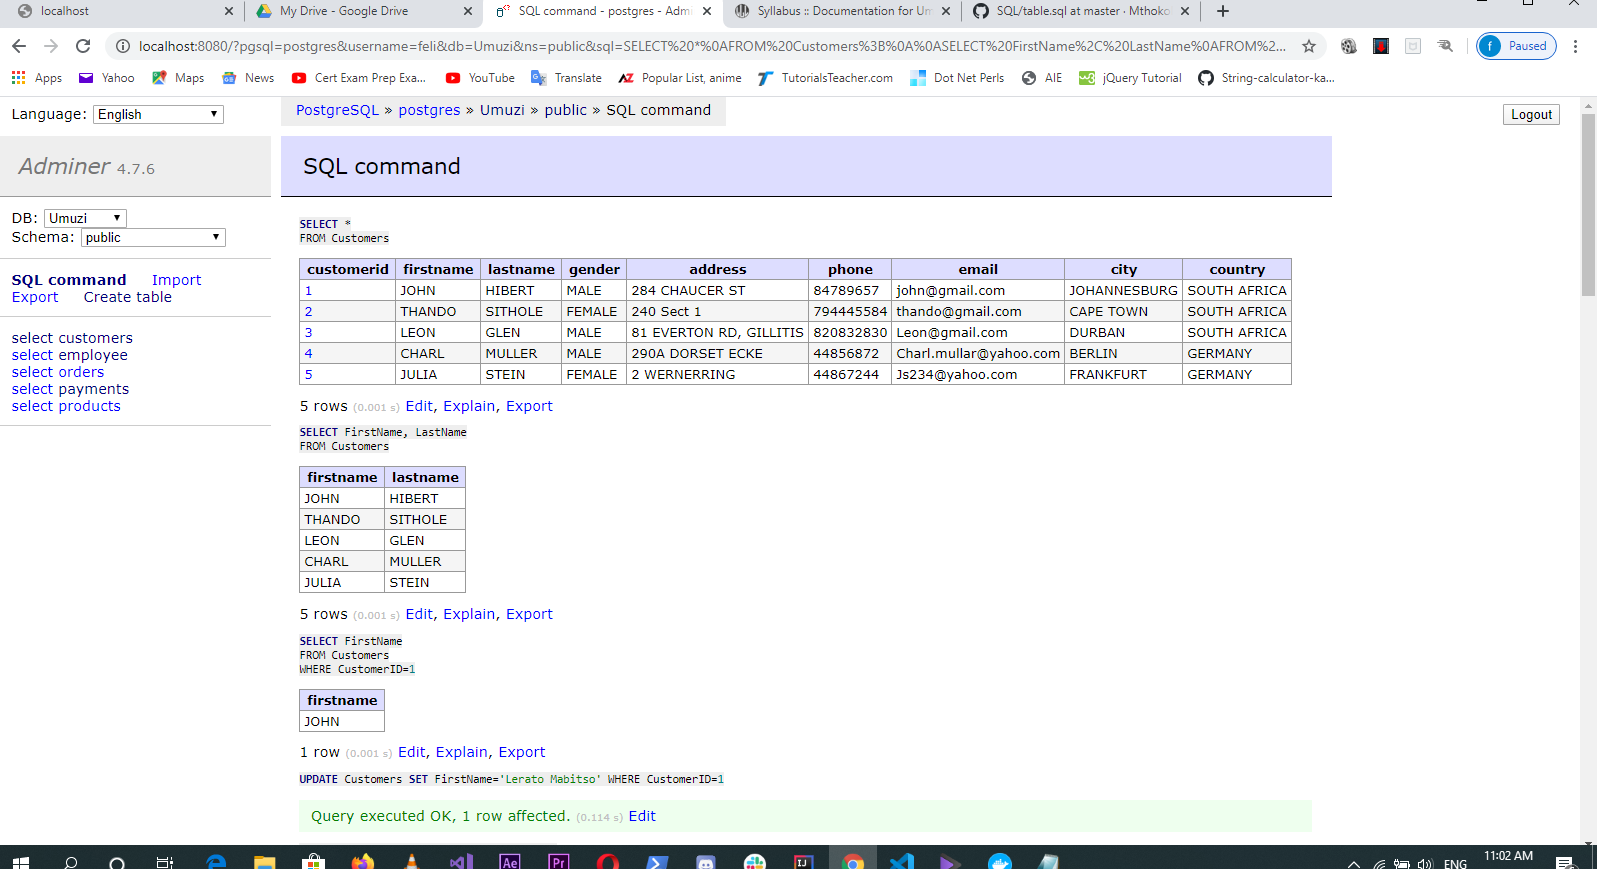 localhost
My Drive - Google Drive
SQL command - postgres - Adm
Syllabus :: Documentation for Um
SQL/table.sql at master · Mthoko
localhost:8080/?pgsql=postgres&username=feli&db=Umuzi&ns=public&sql=SELECT%20*%0AFROM%20Customers%3B%0A%0ASELECT%20FirstName%2C%20LastName%0AFROM%2...
f Paused
Apps Yahoo Maps News Cert Exam Prep Exa... YouTube Translate Popular List, anime TutorialsTeacher.com Dot Net Perls AIE jQuery Tutorial String-calculator-ka...
Language: English
PostgreSQL » postgres » Umuzi » public » SQL command
Logout
Adminer 4.7.6
SQL command
DB: Umuzi
Schema: public
SQL command Import
Export Create table
select customers
select employee
select orders
select payments
select products
SELECT *
FROM Customers
customerid firstname lastname gender address phone email city country
1 JOHN HIBERT MALE 284 CHAUCER ST 84789657 john@gmail.com JOHANNESBURG SOUTH AFRICA
2 THANDO SITHOLE FEMALE 240 Sect 1 794445584 thando@gmail.com CAPE TOWN SOUTH AFRICA
3 LEON GLEN MALE 81 EVERTON RD, GILLITIS 820832830 Leon@gmail.com DURBAN SOUTH AFRICA
4 CHARL MULLER MALE 290A DORSET ECKE 44856872 Charl.mullar@yahoo.com BERLIN GERMANY
5 JULIA STEIN FEMALE 2 WERNERRING 44867244 Js234@yahoo.com FRANKFURT GERMANY
5 rows (0.001 s) Edit, Explain, Export
SELECT FirstName, LastName
FROM Customers
firstname lastname
JOHN HIBERT
THANDO SITHOLE
LEON GLEN
CHARL MULLER
JULIA STEIN
5 rows (0.001 s) Edit, Explain, Export
SELECT FirstName
FROM Customers
WHERE CustomerID=1
firstname
JOHN
1 row (0.001 s) Edit, Explain, Export
UPDATE Customers SET FirstName='Lerato Mabitso' WHERE CustomerID=1
Query executed OK, 1 row affected. (0.114 s) Edit
Ae Pr IJ ENG 11:02 AM